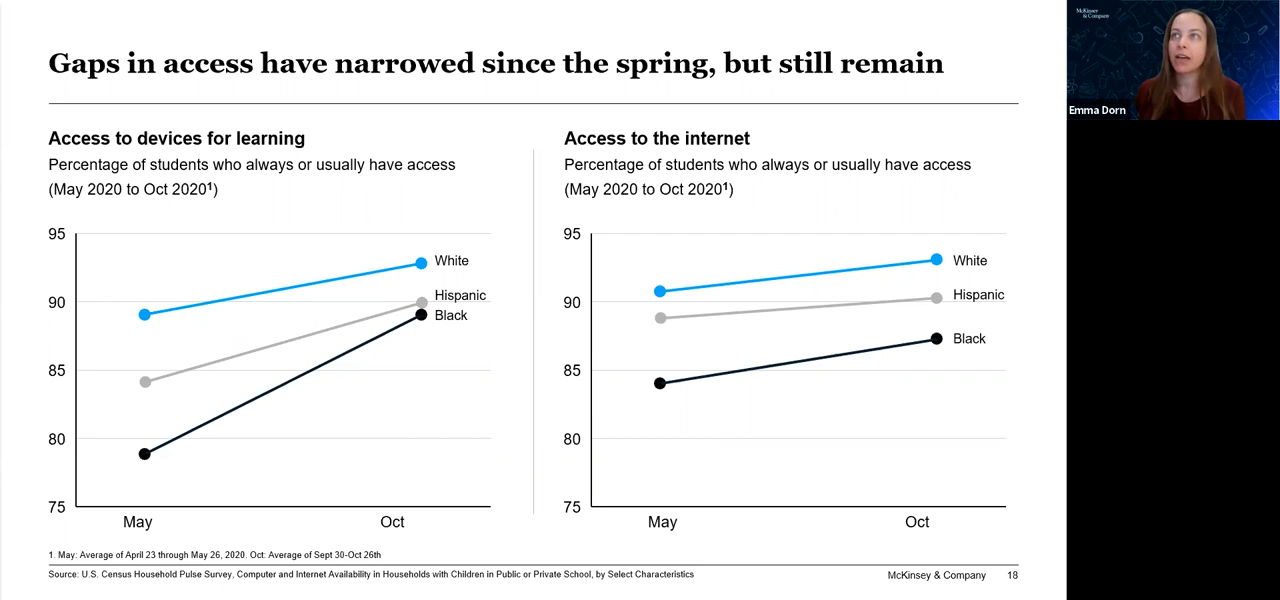 Gaps in access have narrowed since the spring, but still remain
Access to devices for learning
Percentage of students who always or usually have access
(May 2020 to Oct 2020¹)
95
90
85
80
75
White
Hispanic
Black
May
Oct
Access to the internet
Percentage of students who always or usually have access
(May 2020 to Oct 2020¹)
95
90
85
80
75
White
Hispanic
Black
May
Oct
1. May: Average of April 23 through May 26, 2020. Oct: Average of Sept 30-Oct 26th
Source: U.S. Census Household Pulse Survey, Computer and Internet Availability in Households with Children in Public or Private School, by Select Characteristics
McKinsey & Company 18
McKinsey
& Company
Emma Dorn